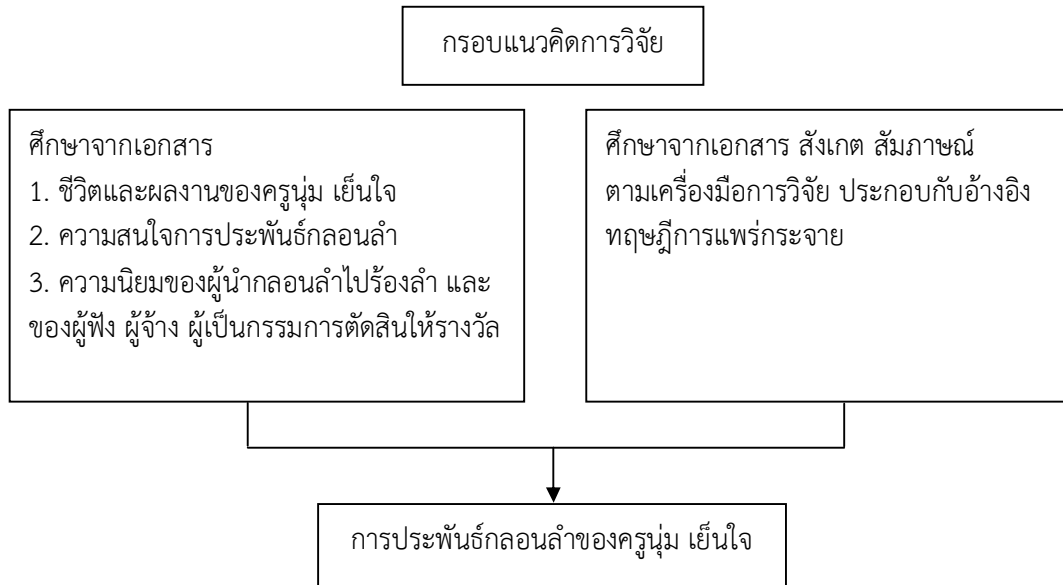 กรอบแนวคิดการวิจัย
ศึกษาจากเอกสาร
1. ชีวิตและผลงานของครูนุ่ม เย็นใจ
2. ความสนใจการประพันธ์กลอนลำ
3. ความนิยมของผู้นำกลอนลำไปร้องลำ และ
ของผู้ฟัง ผู้จ้าง ผู้เป็นกรรมการตัดสินให้รางวัล
ศึกษาจากเอกสาร สังเกต สัมภาษณ์
ตามเครื่องมือการวิจัย ประกอบกับอ้างอิง
ทฤษฎีการแพร่กระจาย
การประพันธ์กลอนลำของครูนุ่ม เย็นใจ